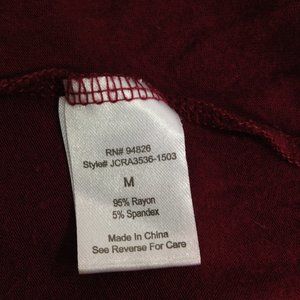 RN# 94826
Style# JCRA3536-1503
M
95% Rayon
5% Spandex
Made In China
See Reverse For Care